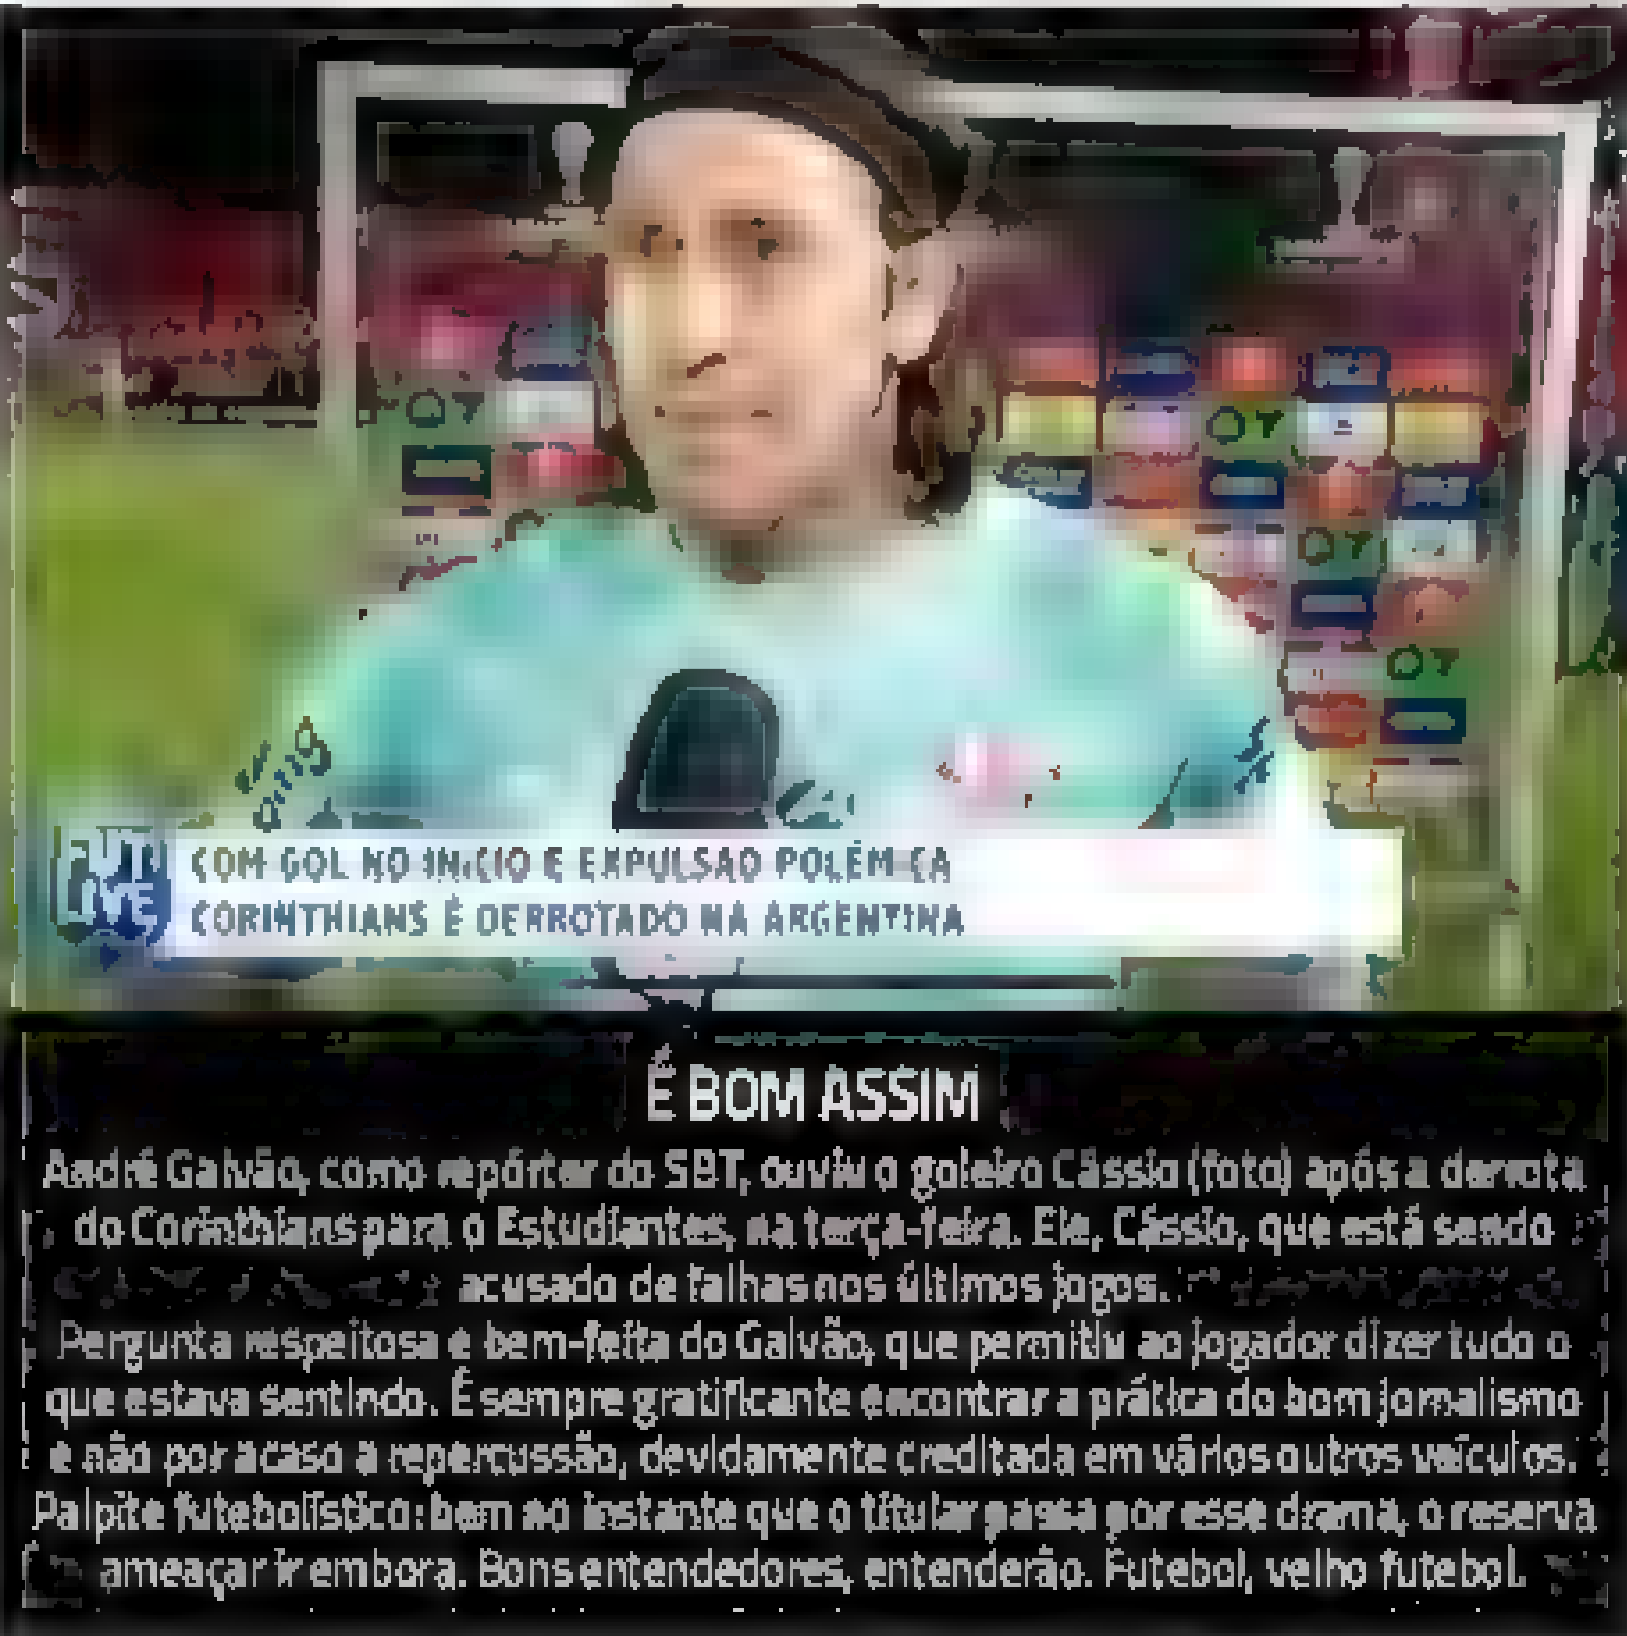 COM GOL NO INÍCIO E EXPULSÃO POLÊMICA
CORINTHIANS É DERROTADO NA ARGENTINA
É BOM ASSIM
André Galvão, como repórter do SBT, ouviu o goleiro Cássio (foto) após a derrota
do Corinthians para o Estudiantes, na terça-feira. Ele, Cássio, que está sendo
acusado de falhas nos últimos jogos.
Pergunta respeitosa e bem-feita do Galvão, que permitiu ao jogador dizer tudo o
que estava sentindo. É sempre gratificante encontrar a prática do bom jornalismo
e não por acaso a repercussão, devidamente creditada em vários outros veículos.
Palpite futebolístico: bem no instante que o titular passa por esse drama, o reserva
ameaçar ir embora. Bons entendedores, entenderão. Futebol, velho futebol.